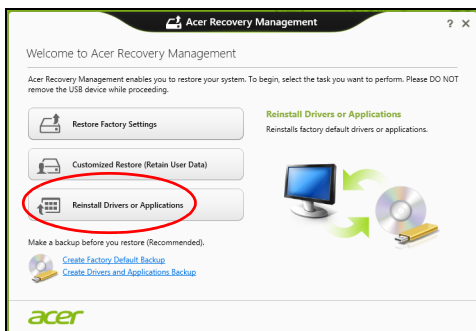 Acer Recovery Management
? X
Welcome to Acer Recovery Management
Acer Recovery Management enables you to restore your system. To begin, select the task you want to perform. Please DO NOT
remove the USB device while proceeding.
Restore Factory Settings
Customized Restore (Retain User Data)
Reinstall Drivers or Applications
Reinstall Drivers or Applications
Reinstalls factory default drivers or applications.
Make a backup before you restore (Recommended).
Create Factory Default Backup
Create Drivers and Applications Backup
acer